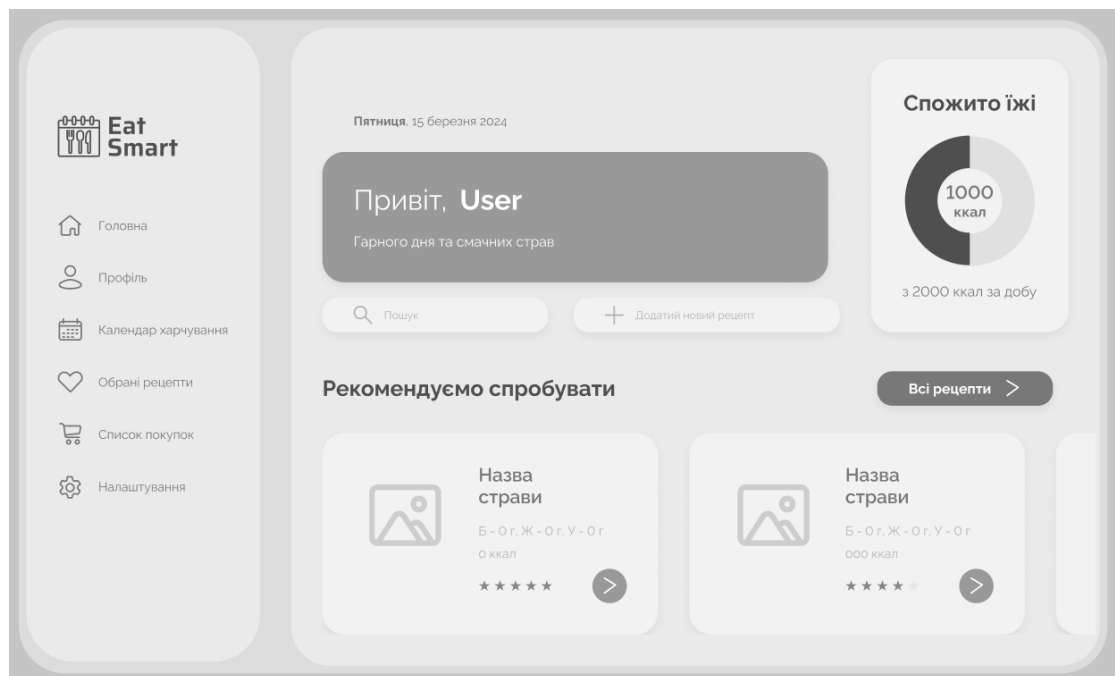 Eat
Smart
Головна
Профіль
Календар харчування
Обрані рецепти
Список покупок
Налаштування
Пятниця, 15 березня 2024
Привіт, User
Гарного дня та смачних страв
Пошук
Додатий новий рецепт
Спожито їжі
1000
ккал
з 2000 ккал за добу
Рекомендуємо спробувати
Всі рецепти
Назва
страви
Б - 0 г, Ж - 0 г, У - 0 г
0 ккал
Назва
страви
Б - 0 г, Ж - 0 г, У - 0 г
000 ккал